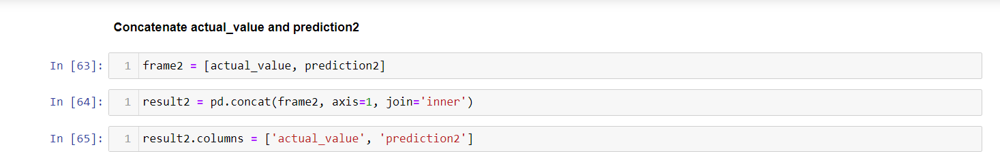 Concatenate actual_value and prediction2
In [63]: 1 frame2 = [actual_value, prediction2]
In [64]: 1 result2 = pd.concat(frame2, axis=1, join='inner')
In [65]: 1 result2.columns = ['actual_value', 'prediction2']